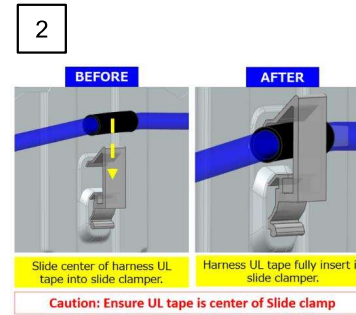 2
BEFORE
AFTER
Slide center of harness UL
tape into slide clamper.
Harness UL tape fully insert i
slide clamper.
Caution: Ensure UL tape is center of Slide clamp